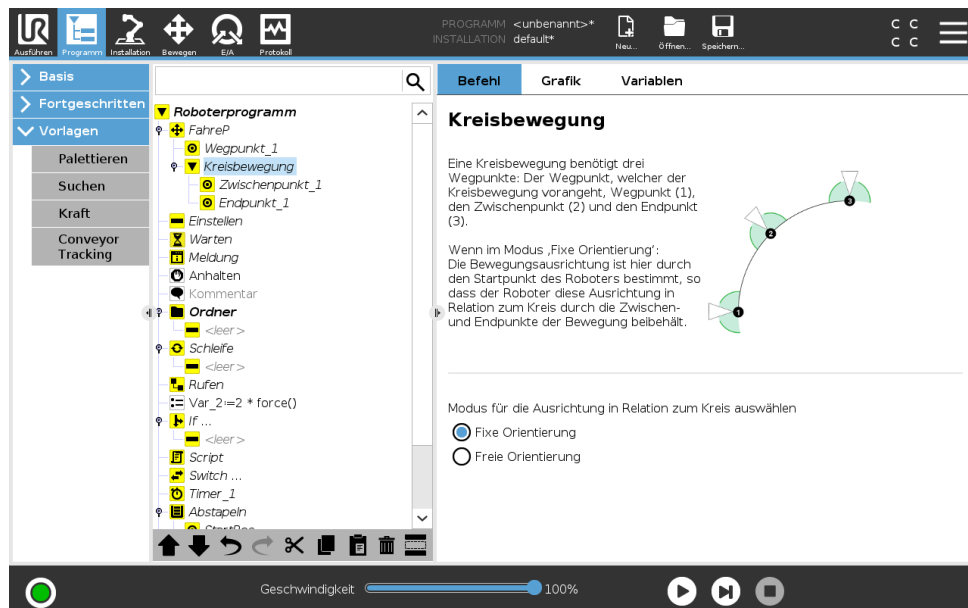 PROGRAMM <unbenannt>*
INSTALLATION default*
Ausführen
Programm
Installation
Bewegen
E/A
Protokoll
Neu...
Öffnen...
Speichern...
C C
C C
Basis
Fortgeschritten
Vorlagen
Palettieren
Suchen
Kraft
Conveyor
Tracking
Roboterprogramm
FahreP
Wegpunkt_1
Kreisbewegung
Zwischenpunkt_1
Endpunkt_1
Einstellen
Warten
Meldung
Anhalten
Kommentar
Ordner
<leer>
Schleife
<leer>
Rufen
Var_2:=2 * force()
If ...
<leer>
Script
Switch ...
Timer_1
Abstapeln
Befehl
Grafik
Variablen
Kreisbewegung
Eine Kreisbewegung benötigt drei
Wegpunkte: Der Wegpunkt, welcher der
Kreisbewegung vorangeht, Wegpunkt (1),
den Zwischenpunkt (2) und den Endpunkt
(3).
Wenn im Modus ‚Fixe Orientierung‘:
Die Bewegungsausrichtung ist hier durch
den Startpunkt des Roboters bestimmt, so
dass der Roboter diese Ausrichtung in
Relation zum Kreis durch die Zwischen-
und Endpunkte der Bewegung beibehält.
3
2
1
Modus für die Ausrichtung in Relation zum Kreis auswählen
Fixe Orientierung
Freie Orientierung
Geschwindigkeit
100%